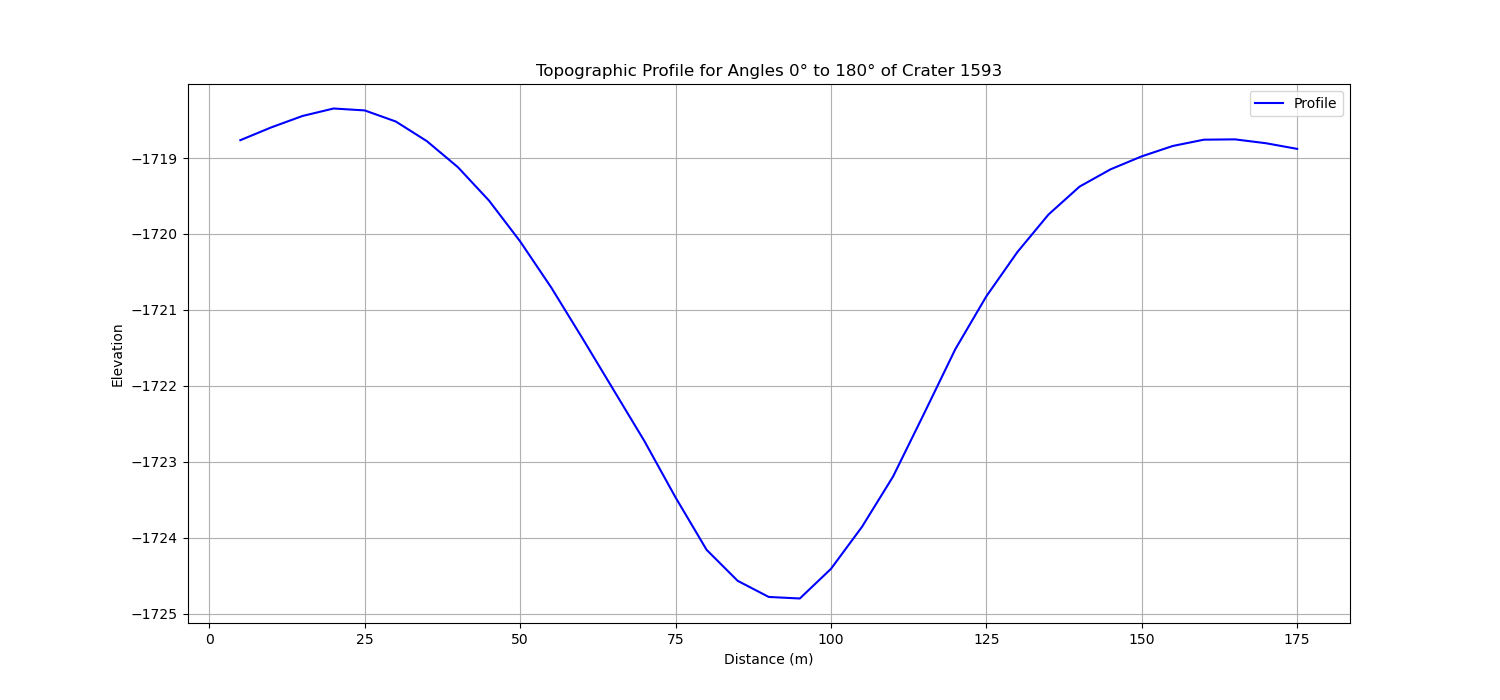 Topographic Profile for Angles 0° to 180° of Crater 1593
Profile
Elevation
−1719
−1720
−1721
−1722
−1723
−1724
−1725
0 25 50 75 100 125 150 175
Distance (m)